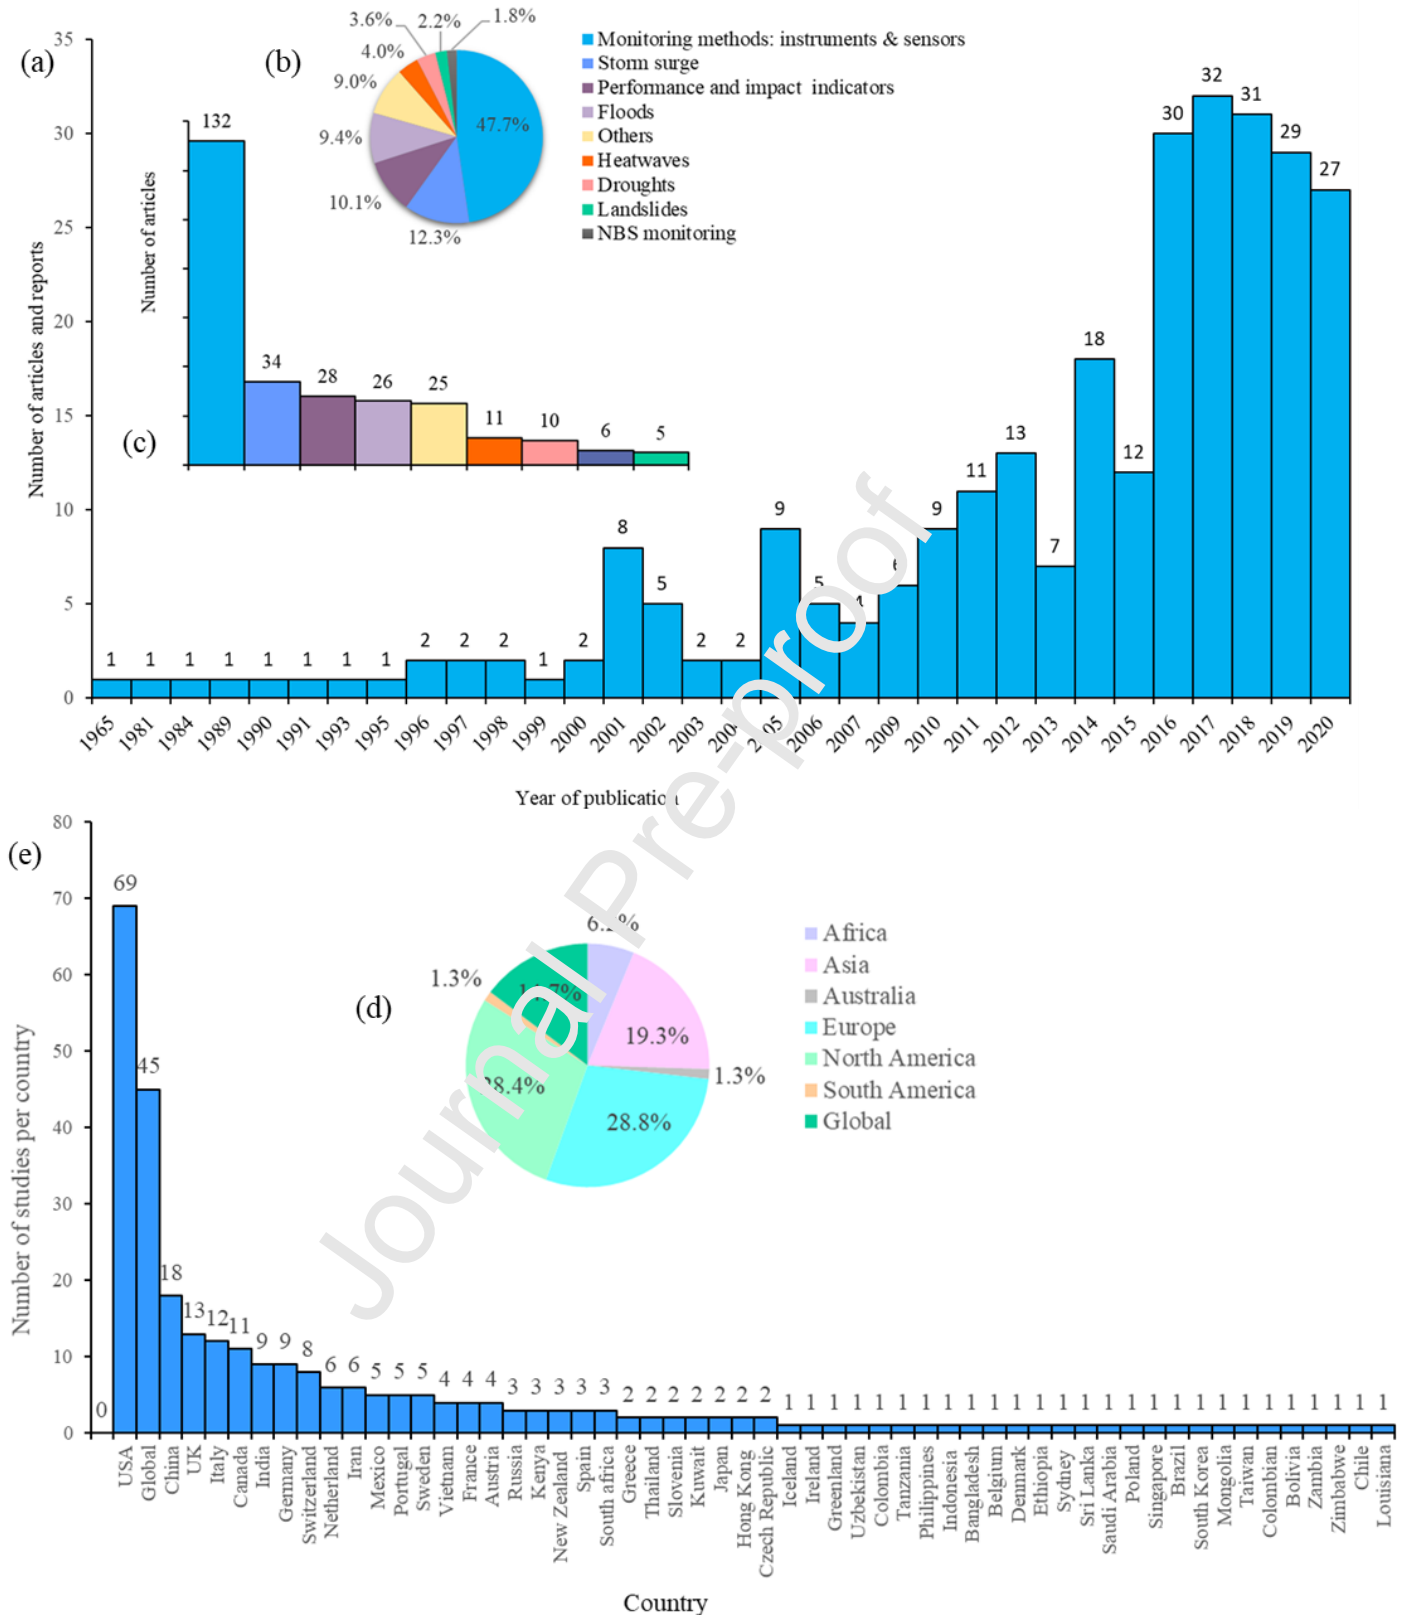 (a)
Number of articles and reports
35
30
25
20
15
10
5
0
1 1 1 1 1 1 1 1 2 2 2 1 2 8 5 2 2 9 5 4 9 11 13 7 18 12 30 32 31 29 27
1965 1981 1984 1989 1990 1991 1993 1995 1996 1997 1998 1999 2000 2001 2002 2003 2005 2006 2007 2009 2010 2011 2012 2013 2014 2015 2016 2017 2018 2019 2020
Year of publication
(b)
3.6% 2.2% 1.8%
4.0%
9.0%
9.4%
10.1%
12.3%
47.7%
Monitoring methods: instruments & sensors
Storm surge
Performance and impact indicators
Floods
Others
Heatwaves
Droughts
Landslides
NBS monitoring
(c)
Number of articles
132 34 28 26 25 11 10 6 5
Journal Pre-proof
(e)
Number of studies per country
80
70
60
50
40
30
20
10
0
0 69 45 18 13 12 11 9 9 8 6 6 5 5 5 4 4 4 3 3 3 3 3 2 2 2 2 2 2 2 1 1 1 1 1 1 1 1 1 1 1 1 1 1 1 1 1 1 1 1 1 1 1 1 1 1 1
USA Global China UK Italy Canada India Germany Switzerland Netherland Iran Mexico Portugal Sweden Vietnam France Austria Russia Kenya New Zealand Spain South africa Greece Thailand Slovenia Kuwait Japan Hong Kong Czech Republic Iceland Ireland Greenland Uzbekistan Colombia Tanzania Philippines Indonesia Bangladesh Belgium Denmark Ethiopia Sydney Sri Lanka Saudi Arabia Poland Singapore Brazil South Korea Mongolia Taiwan Colombian Bolivia Zambia Zimbabwe Chile Louisiana
Country
(d)
1.3%
19.3%
1.3%
28.8%
Africa
Asia
Australia
Europe
North America
South America
Global